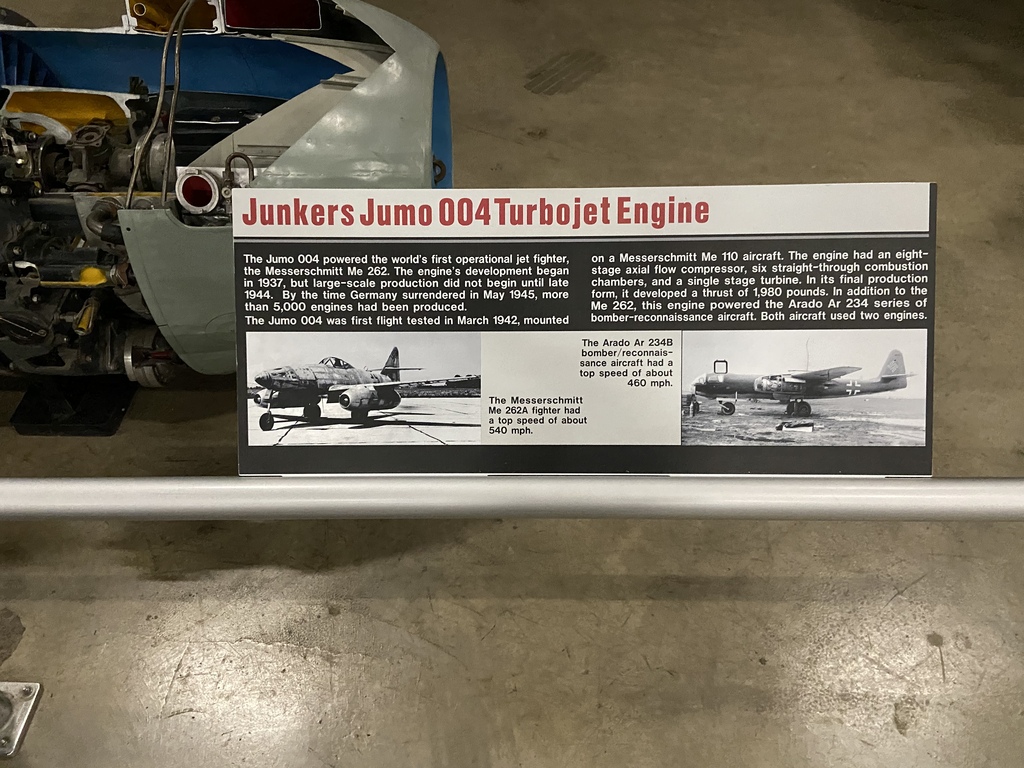 Junkers Jumo 004 Turbojet Engine
The Jumo 004 powered the world's first operational jet fighter,
the Messerschmitt Me 262. The engine's development began
in 1937, but large-scale production did not begin until late
1944. By the time Germany surrendered in May 1945, more
than 5,000 engines had been produced.
The Jumo 004 was first flight tested in March 1942, mounted
on a Messerschmitt Me 110 aircraft. The engine had an eight-
stage axial flow compressor, six straight-through combustion
chambers, and a single stage turbine. In its final production
form, it developed a thrust of 1,980 pounds. In addition to the
Me 262, this engine powered the Arado Ar 234 series of
bomber-reconnaissance aircraft. Both aircraft used two engines.
The Arado Ar 234B
bomber/reconnais-
sance aircraft had a
top speed of about
460 mph.
The Messerschmitt
Me 262A fighter had
a top speed of about
540 mph.